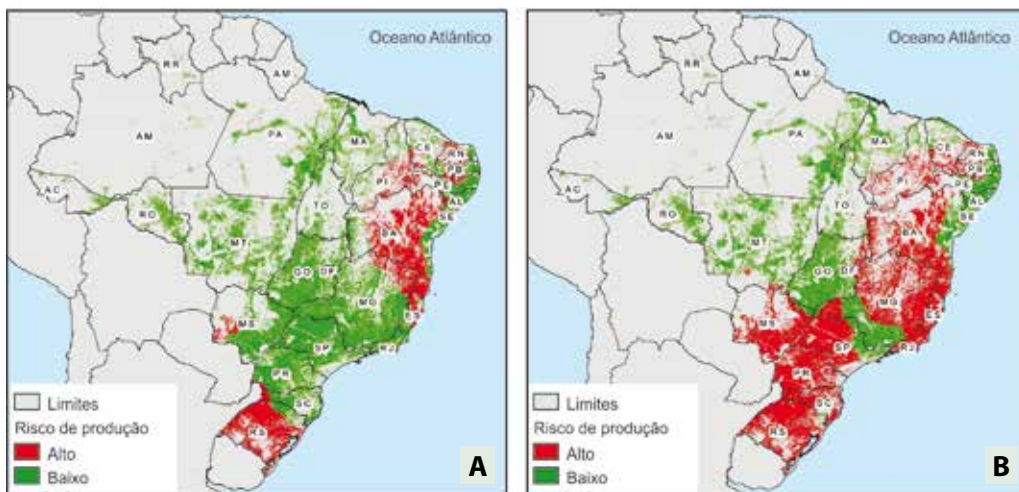 Oceano Atlântico
RR
AM
AM
PA
MA
CE
RN
PB
PE
AL
SE
PI
AC
RO
TO
BA
MT
GO
DF
MG
ES
MS
SP
RJ
PR
SC
RS
Limites
Risco de produção
Alto
Baixo
A
Oceano Atlântico
RR
AM
AM
PA
MA
CE
RN
PB
PE
AL
SE
PI
AC
RO
TO
BA
MT
GO
DF
MG
ES
MS
SP
RJ
PR
SC
RS
Limites
Risco de produção
Alto
Baixo
B